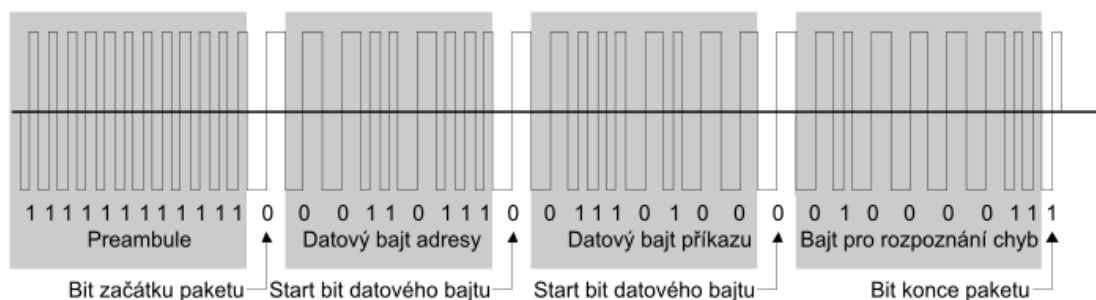 1 1 1 1 1 1 1 1 1 1 1 1 0 0 0 1 1 0 1 1 1 0 0 1 1 1 0 1 0 0 0 0 1 0 0 0 0 1 1 1
Preambule Datový bajt adresy Datový bajt příkazu Bajt pro rozpoznání chyb
Bit začátku paketu Start bit datového bajtu Start bit datového bajtu Bit konce paketu